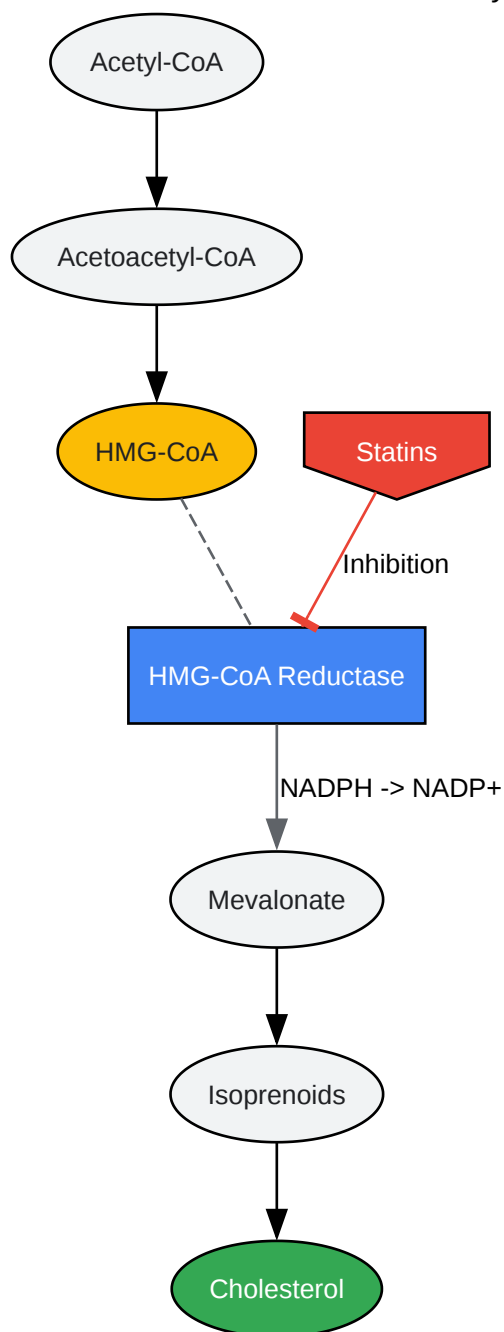 Acetyl-CoA
Acetoacetyl-CoA
HMG-CoA
Statins
Inhibition
HMG-CoA Reductase
NADPH -> NADP+
Mevalonate
Isoprenoids
Cholesterol